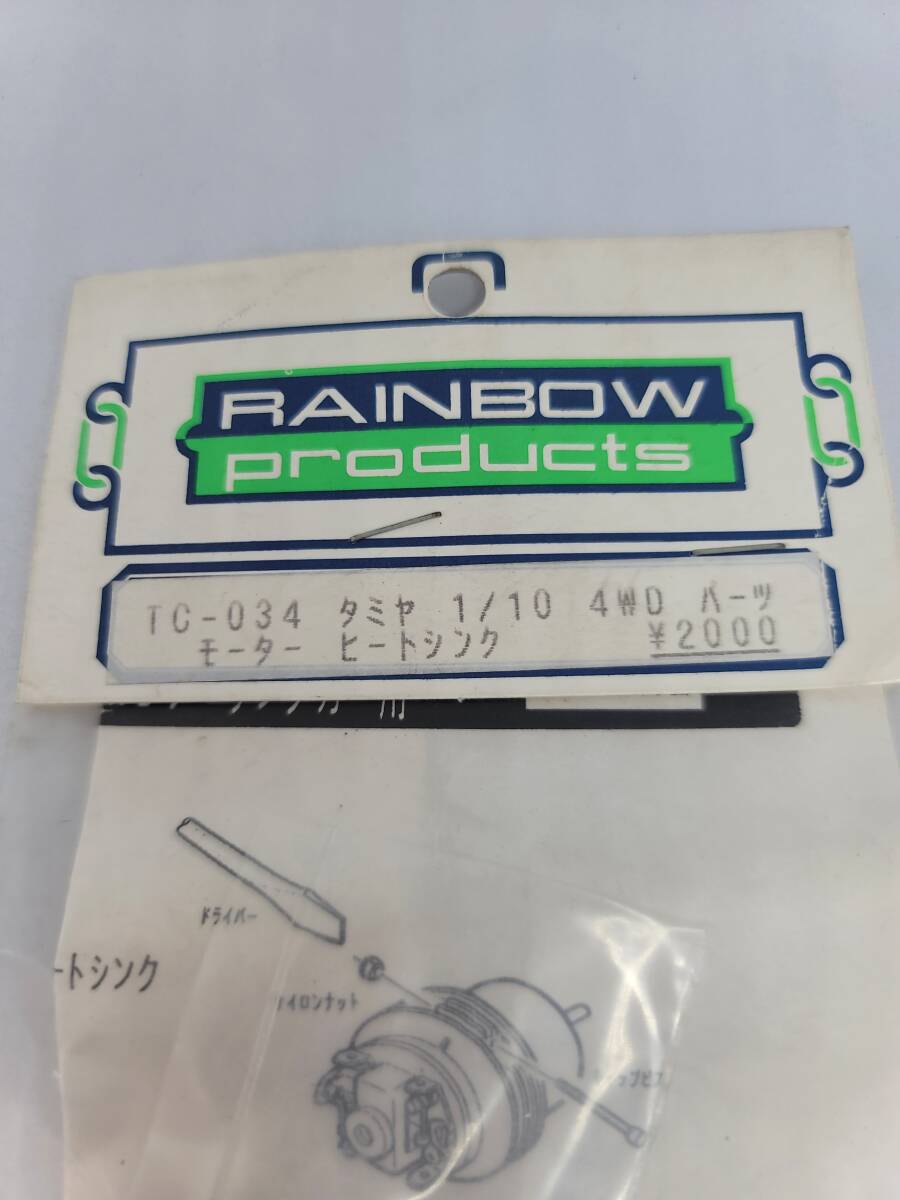 RAINBOW
products
TC-034 タミヤ 1/10 4WD パーツ
モーター ヒートシンク ¥2000
ドライバー
ートシンク
イロンナット